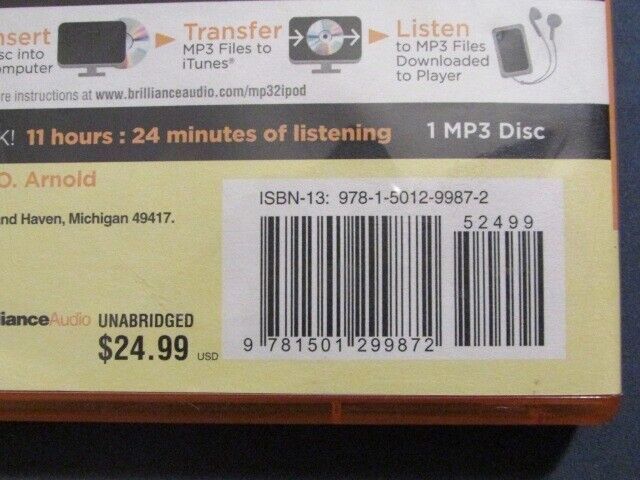 nsert
sc into
omputer
Transfer
MP3 Files to
iTunes®
Listen
to MP3 Files
Downloaded
to Player
re instructions at www.brillianceaudio.com/mp32ipod
K! 11 hours : 24 minutes of listening 1 MP3 Disc
O. Arnold
nd Haven, Michigan 49417.
ISBN-13: 978-1-5012-9987-2
52499
9 781501 299872
lianceAudio UNABRIDGED
$24.99 USD